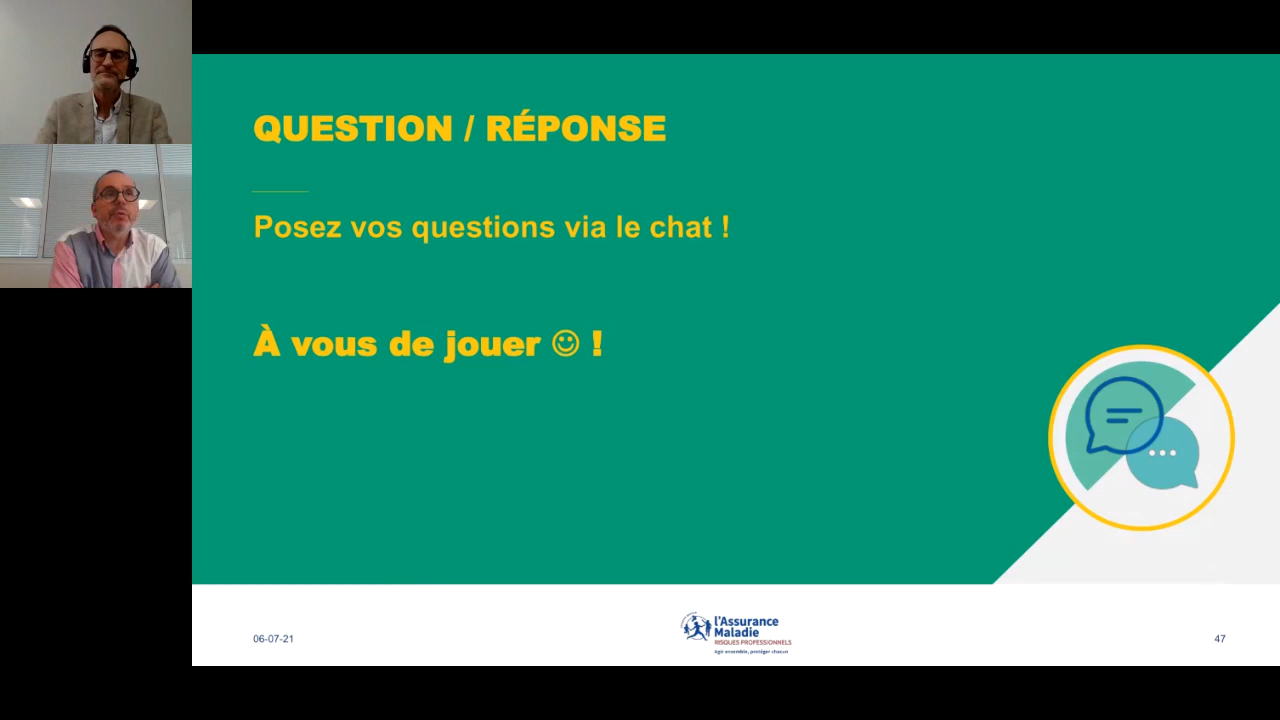 QUESTION / RÉPONSE
Posez vos questions via le chat !
À vous de jouer ☺ !
06-07-21
l'Assurance
Maladie
RISQUES PROFESSIONNELS
Agir ensemble, protéger chacun
47